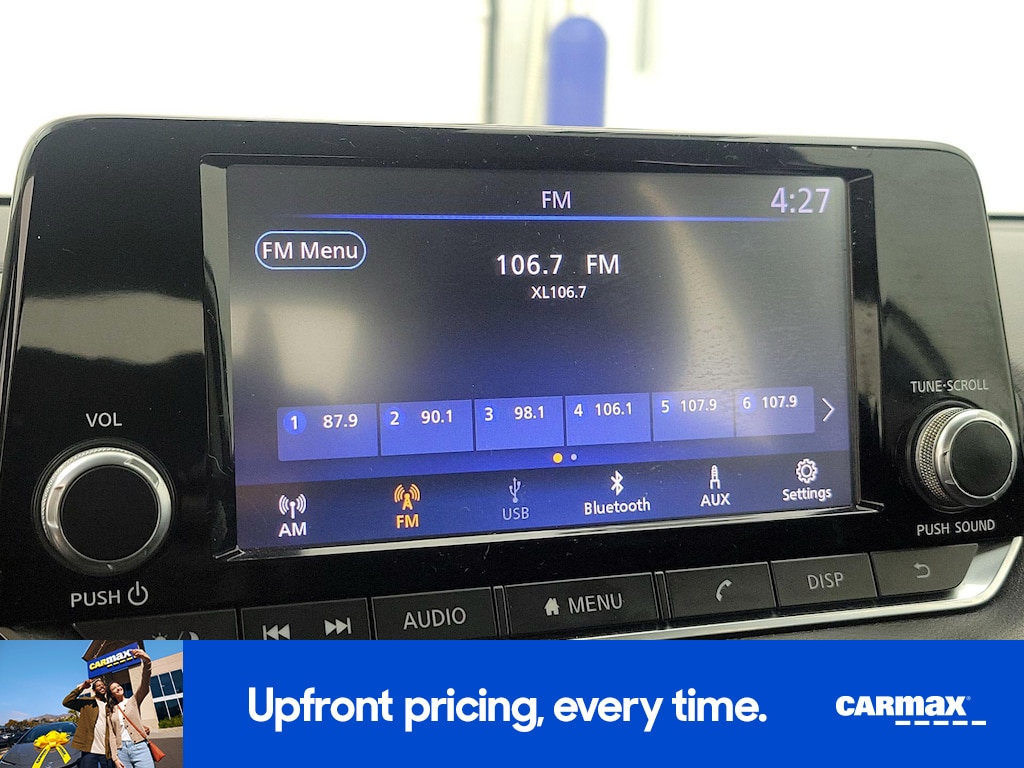 FM
4:27
FM Menu
106.7 FM
XL106.7
1 87.9
2 90.1
3 98.1
4 106.1
5 107.9
6 107.9
AM
FM
USB
Bluetooth
AUX
Settings
VOL
PUSH
TUNE·SCROLL
PUSH SOUND
AUDIO
MENU
DISP
CARMAX
Upfront pricing, every time.
CARMAX